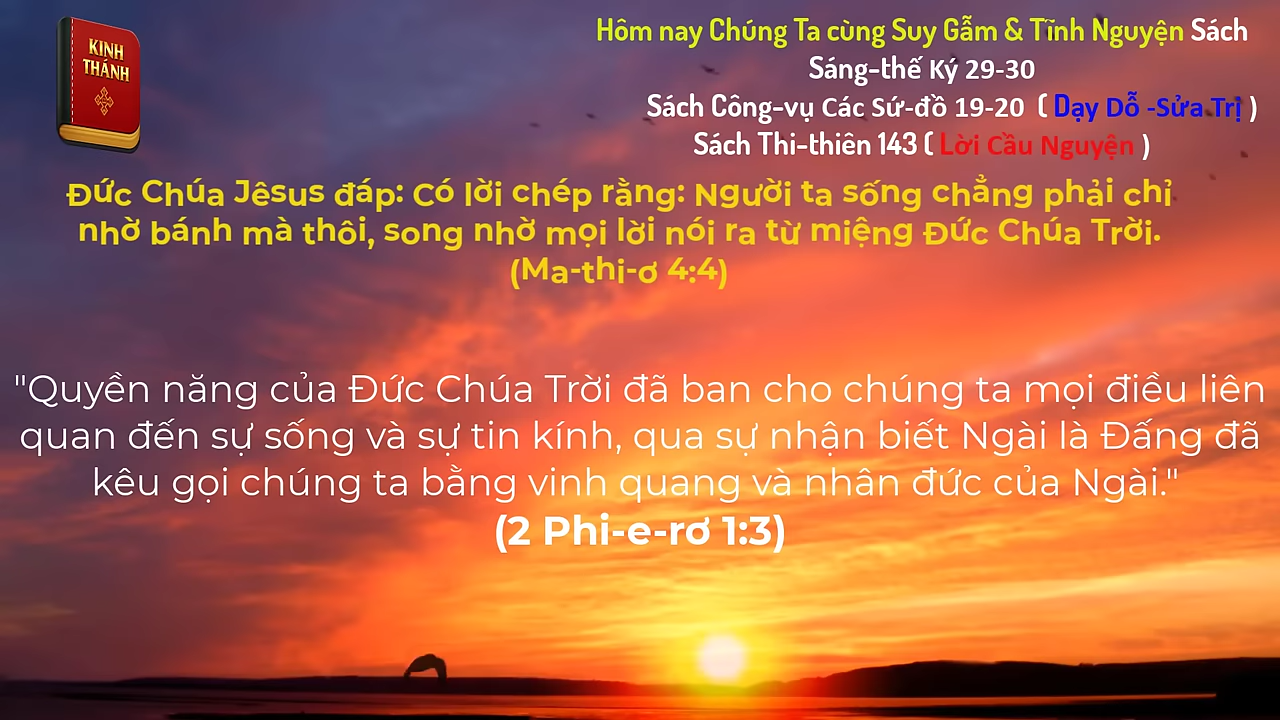 KINH
THÁNH
Hôm nay Chúng Ta cùng Suy Gẫm & Tĩnh Nguyện Sách
Sáng-thế Ký 29-30
Sách Công-vụ Các Sứ-đồ 19-20 ( Dạy Dỗ -Sửa Trị )
Sách Thi-thiên 143 ( Lời Cầu Nguyện )
Đức Chúa Jêsus đáp: Có lời chép rằng: Người ta sống chẳng phải chỉ
nhờ bánh mà thôi, song nhờ mọi lời nói ra từ miệng Đức Chúa Trời.
(Ma-thi-ơ 4:4)
"Quyền năng của Đức Chúa Trời đã ban cho chúng ta mọi điều liên
quan đến sự sống và sự tin kính, qua sự nhận biết Ngài là Đấng đã
kêu gọi chúng ta bằng vinh quang và nhân đức của Ngài."
(2 Phi-e-rơ 1:3)